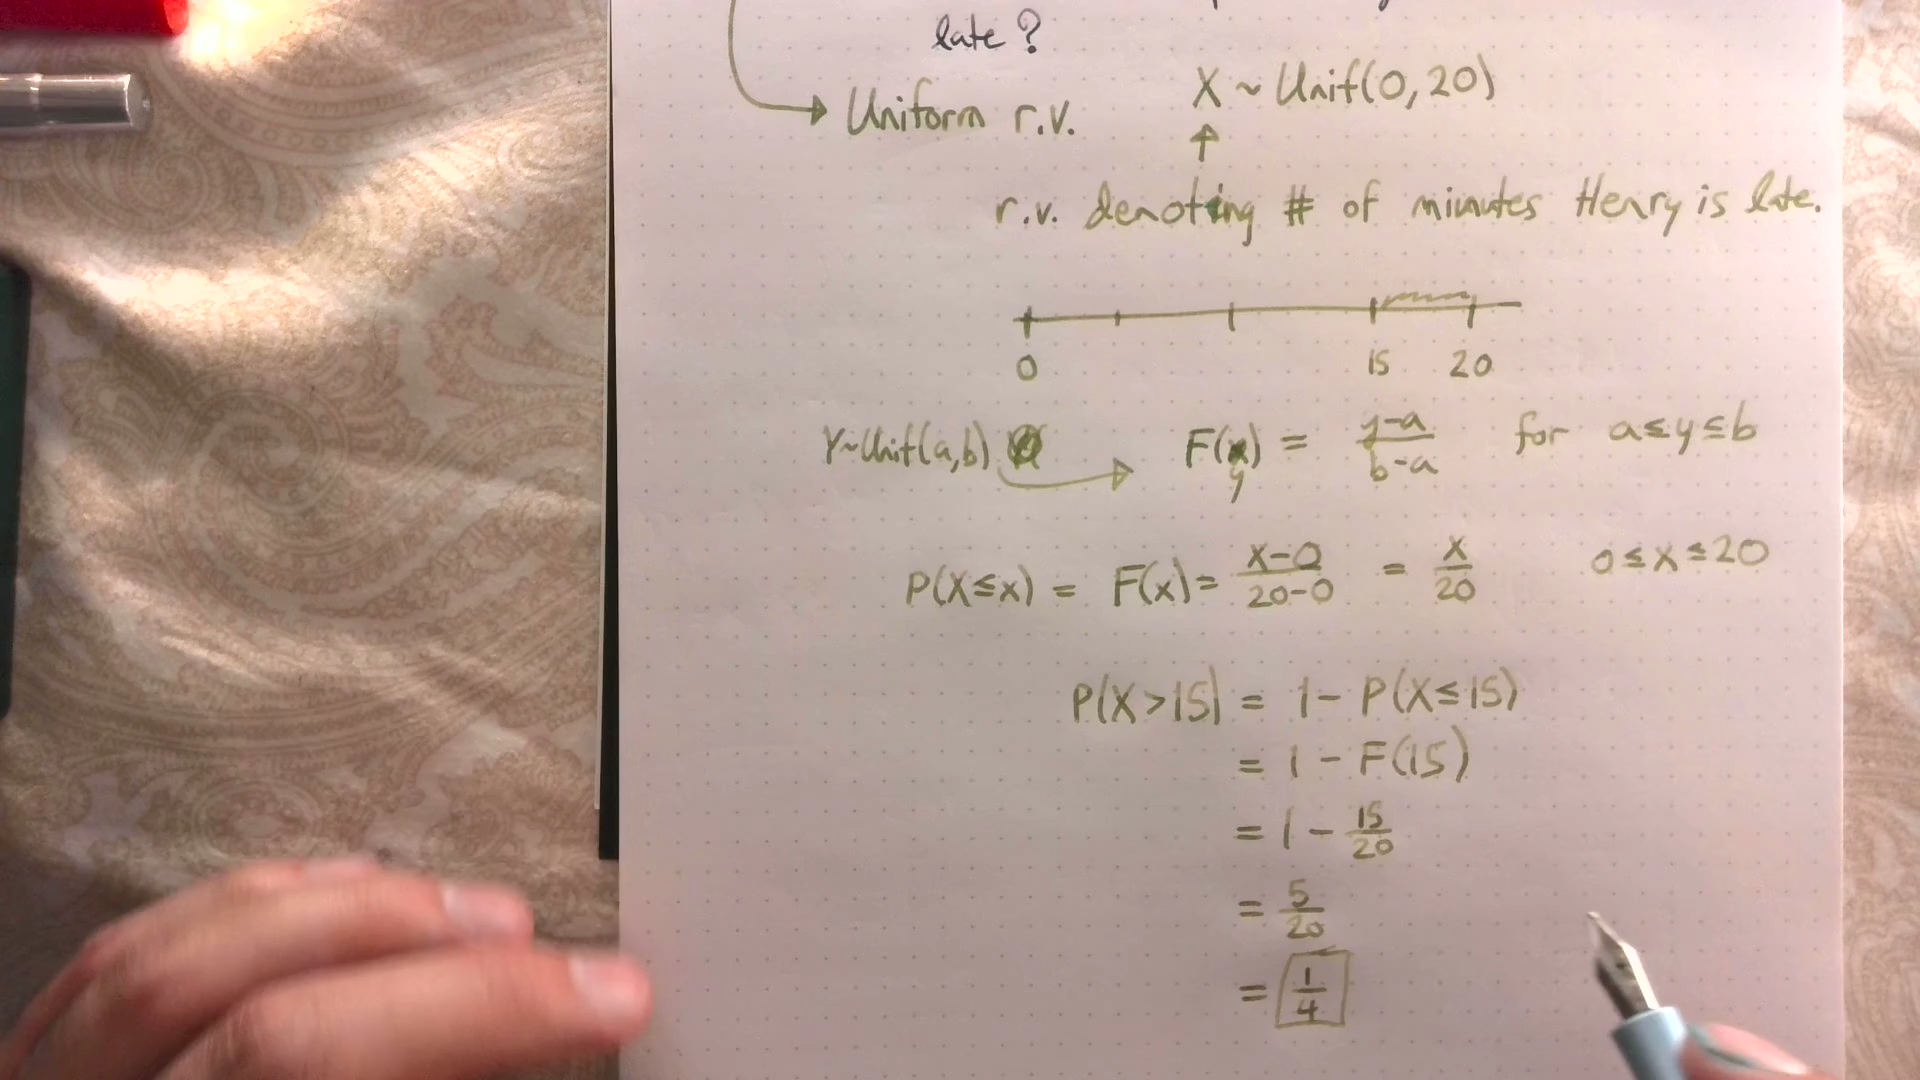 late?
Uniform r.v. X ~ Unif(0, 20)
r.v. denoting # of minutes Henry is late.
0 15 20
Y~Unif(a,b) F(y) = y-a/b-a for a≤y≤b
P(X≤x) = F(x) = x-0/20-0 = x/20 0≤x≤20
P(X>15) = 1- P(X≤15)
= 1 - F(15)
= 1 - 15/20
= 5/20
= 1/4